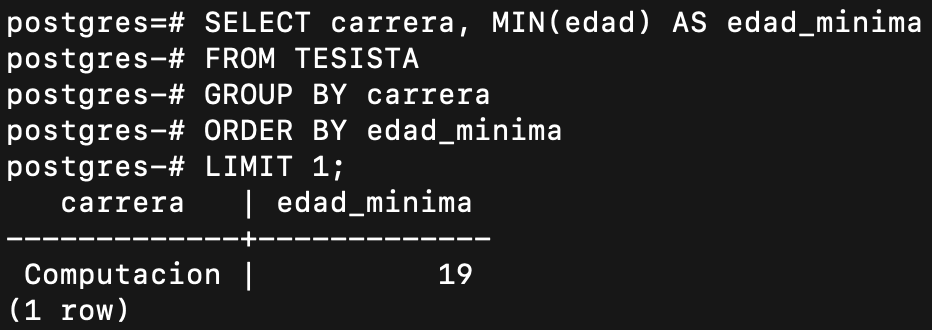 postgres=# SELECT carrera, MIN(edad) AS edad_minima
postgres-# FROM TESISTA
postgres-# GROUP BY carrera
postgres-# ORDER BY edad_minima
postgres-# LIMIT 1;
   carrera   | edad_minima
-------------+-------------
 Computacion |          19
(1 row)